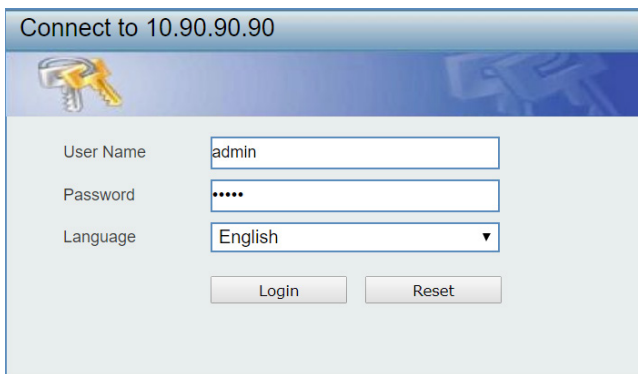 Connect to 10.90.90.90
User Name admin
Password •••••
Language English
Login Reset